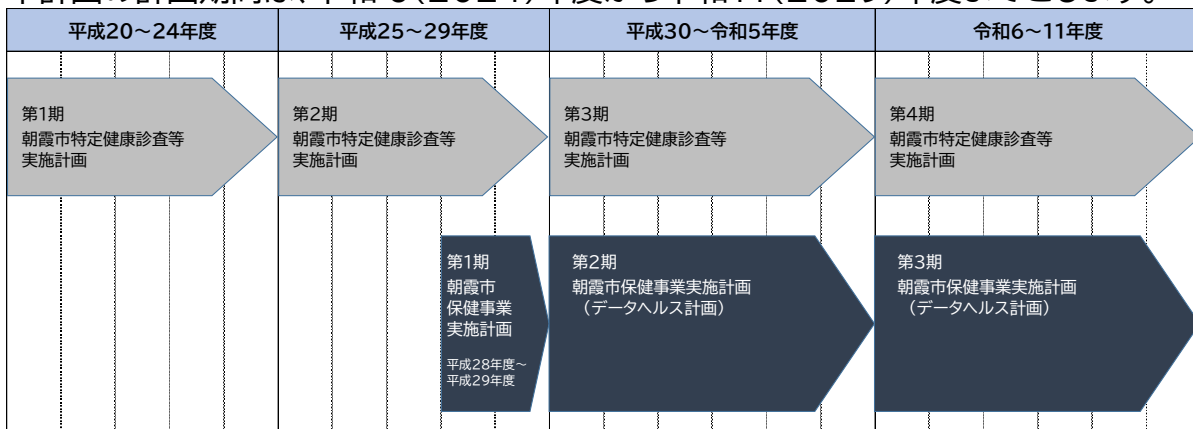 平成20～24年度
平成25～29年度
平成30～令和5年度
令和6～11年度
第1期
朝霞市特定健康診査等
実施計画
第2期
朝霞市特定健康診査等
実施計画
第3期
朝霞市特定健康診査等
実施計画
第4期
朝霞市特定健康診査等
実施計画
第1期
朝霞市
保健事業
実施計画
平成28年度～
平成29年度
第2期
朝霞市保健事業実施計画
（データヘルス計画）
第3期
朝霞市保健事業実施計画
（データヘルス計画）